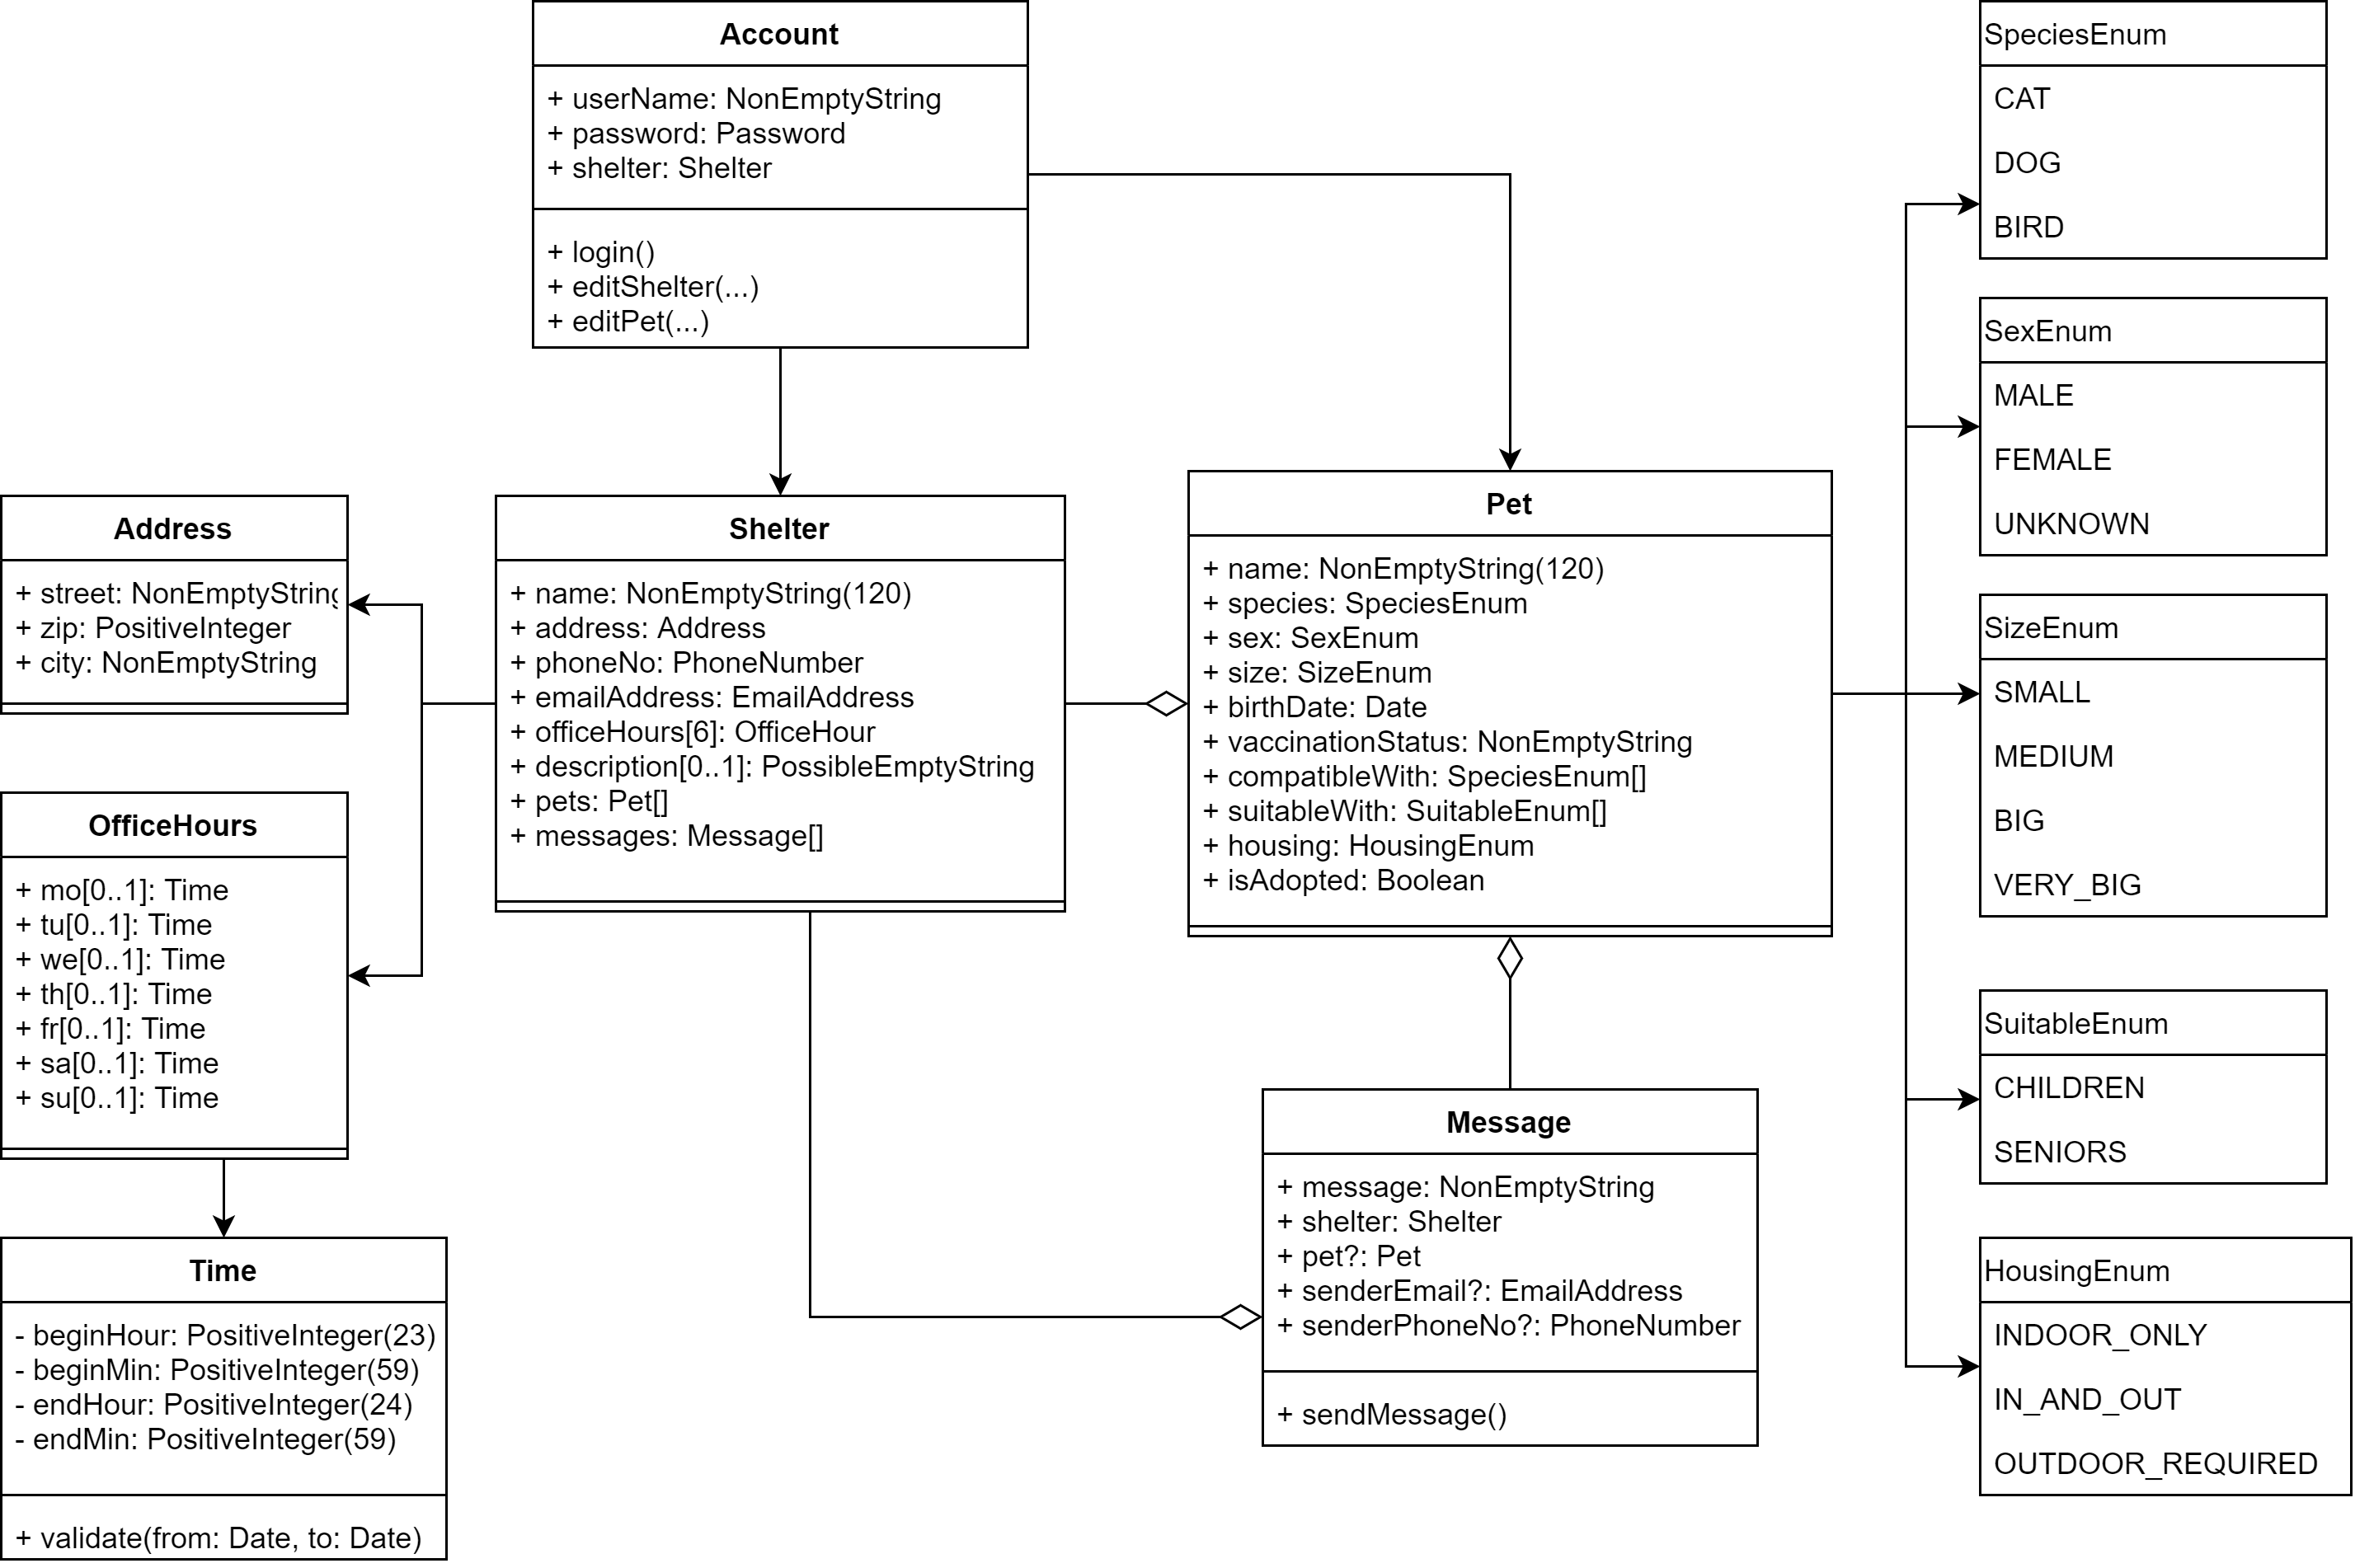 Account
+ userName: NonEmptyString
+ password: Password
+ shelter: Shelter
+ login()
+ editShelter(...)
+ editPet(...)
Address
+ street: NonEmptyString
+ zip: PositiveInteger
+ city: NonEmptyString
OfficeHours
+ mo[0..1]: Time
+ tu[0..1]: Time
+ we[0..1]: Time
+ th[0..1]: Time
+ fr[0..1]: Time
+ sa[0..1]: Time
+ su[0..1]: Time
Time
- beginHour: PositiveInteger(23)
- beginMin: PositiveInteger(59)
- endHour: PositiveInteger(24)
- endMin: PositiveInteger(59)
+ validate(from: Date, to: Date)
Shelter
+ name: NonEmptyString(120)
+ address: Address
+ phoneNo: PhoneNumber
+ emailAddress: EmailAddress
+ officeHours[6]: OfficeHour
+ description[0..1]: PossibleEmptyString
+ pets: Pet[]
+ messages: Message[]
Pet
+ name: NonEmptyString(120)
+ species: SpeciesEnum
+ sex: SexEnum
+ size: SizeEnum
+ birthDate: Date
+ vaccinationStatus: NonEmptyString
+ compatibleWith: SpeciesEnum[]
+ suitableWith: SuitableEnum[]
+ housing: HousingEnum
+ isAdopted: Boolean
Message
+ message: NonEmptyString
+ shelter: Shelter
+ pet?: Pet
+ senderEmail?: EmailAddress
+ senderPhoneNo?: PhoneNumber
+ sendMessage()
SpeciesEnum
CAT
DOG
BIRD
SexEnum
MALE
FEMALE
UNKNOWN
SizeEnum
SMALL
MEDIUM
BIG
VERY_BIG
SuitableEnum
CHILDREN
SENIORS
HousingEnum
INDOOR_ONLY
IN_AND_OUT
OUTDOOR_REQUIRED